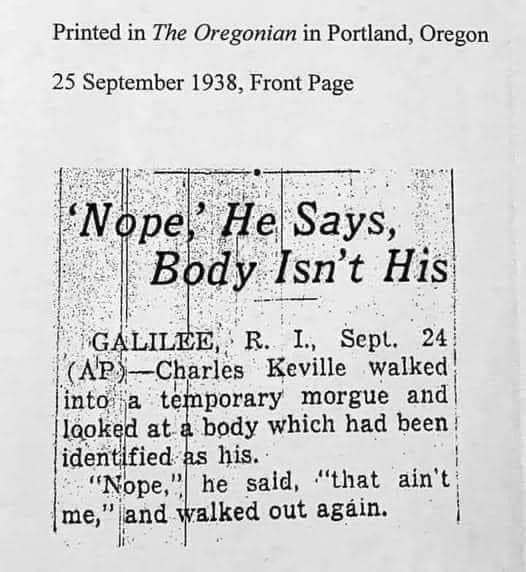 Printed in The Oregonian in Portland, Oregon
25 September 1938, Front Page
‘Nope,’ He Says,
Body Isn’t His
GALILEE, R. I., Sept. 24
(AP)—Charles Keville walked
into a temporary morgue and
looked at a body which had been
identified as his.
“Nope,” he said, “that ain’t
me,” and walked out again.